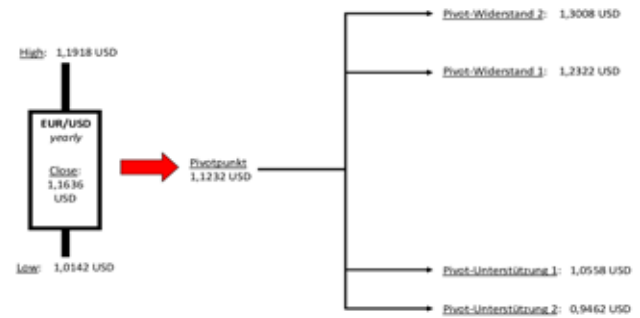 Pivot-Widerstand 2: 1,3008 USD
High: 1,1918 USD
Pivot-Widerstand 1: 1,2322 USD
EUR/USD
yearly
Close:
1,1636
USD
Pivotpunkt
1,1232 USD
Low: 1,0142 USD
Pivot-Unterstützung 1: 1,0558 USD
Pivot-Unterstützung 2: 0,9462 USD